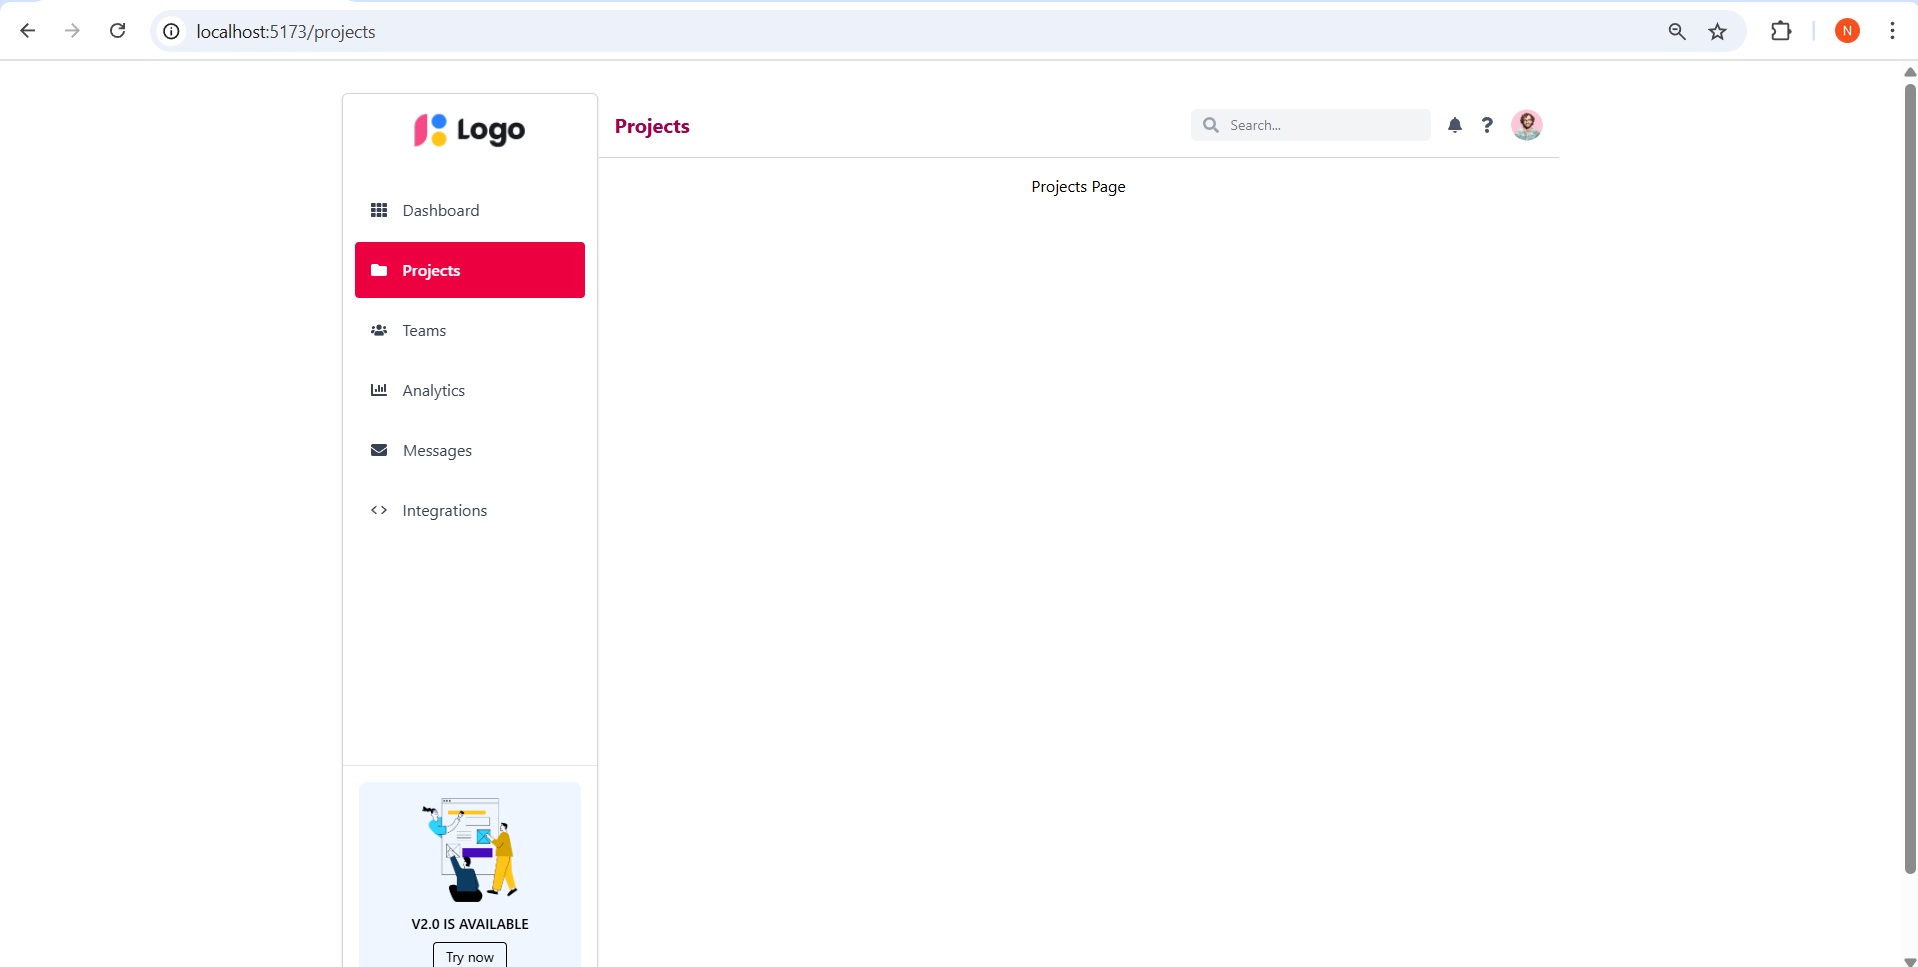 localhost:5173/projects
N
Logo
Projects
Search...
Projects Page
Dashboard
Projects
Teams
Analytics
Messages
Integrations
V2.0 IS AVAILABLE
Try now